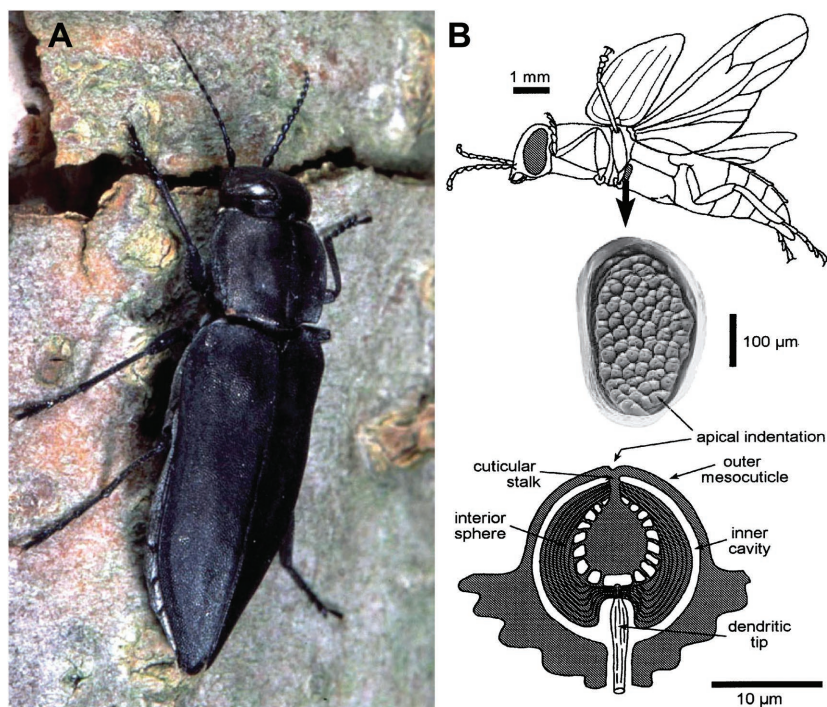 A
B
1 mm
100 µm
apical indentation
cuticular
stalk
outer
mesocuticle
interior
sphere
inner
cavity
dendritic
tip
10 µm